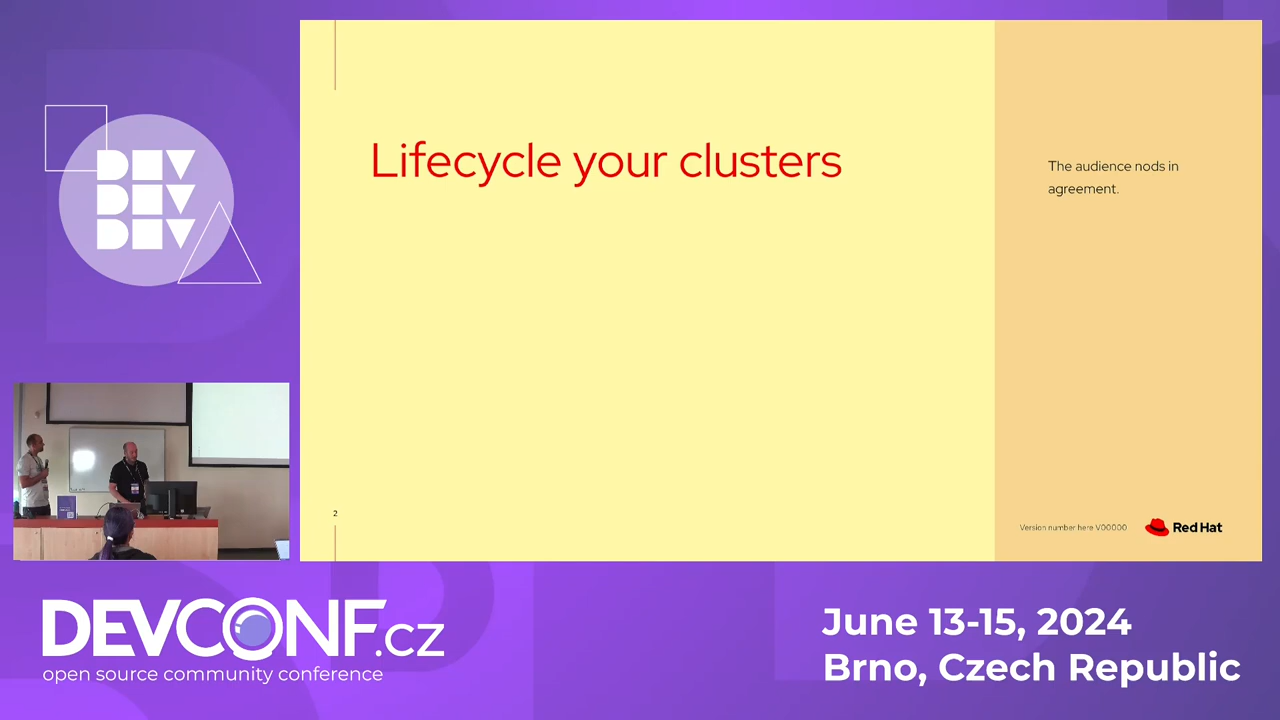 DEV
DEV
DEV
Lifecycle your clusters
The audience nods in
agreement.
2
Version number here V00000
Red Hat
DEVCONF.cz
open source community conference
June 13-15, 2024
Brno, Czech Republic